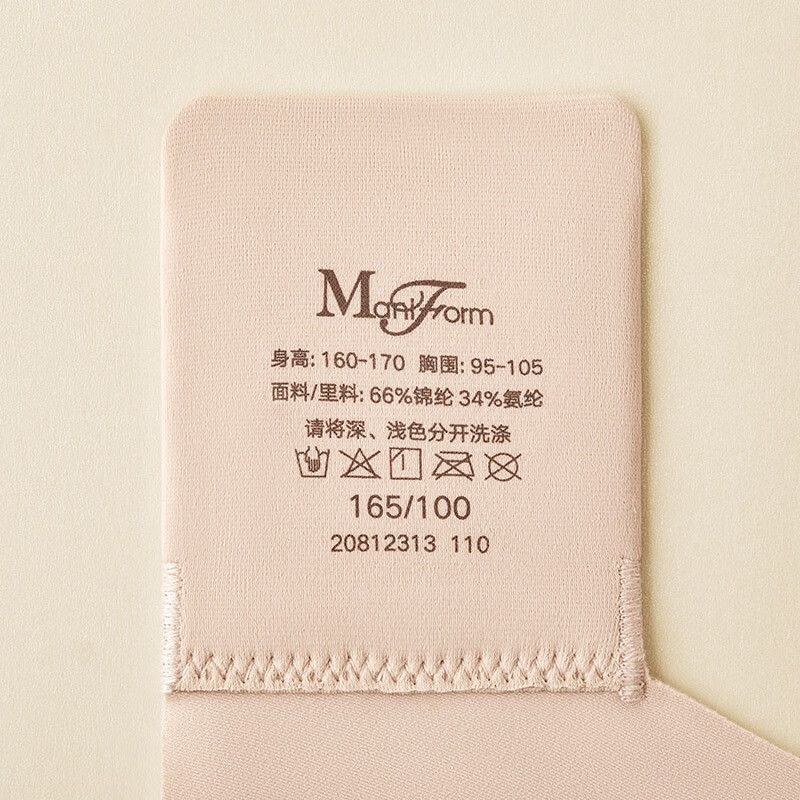 ManiForm
身高: 160-170 胸围: 95-105
面料/里料: 66%锦纶 34%氨纶
请将深、浅色分开洗涤
165/100
20812313 110